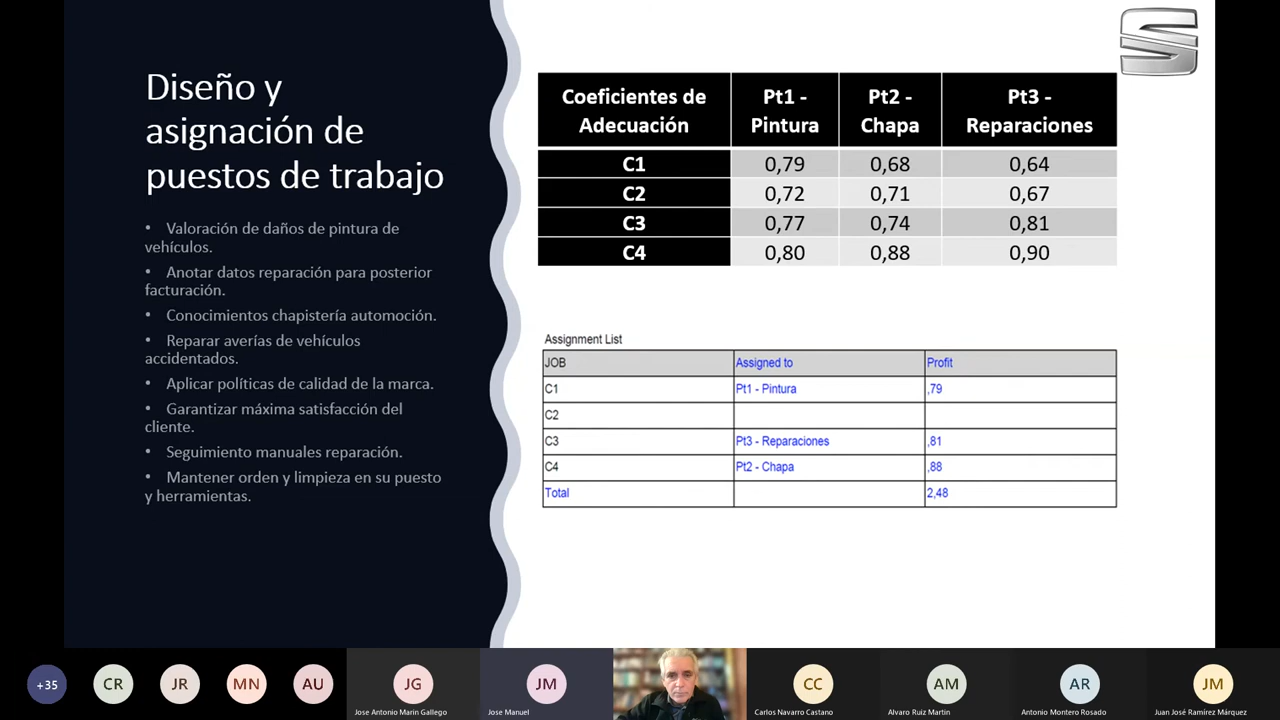 Diseño y
asignación de
puestos de trabajo
• Valoración de daños de pintura de
vehículos.
• Anotar datos reparación para posterior
facturación.
• Conocimientos chapistería automoción.
• Reparar averías de vehículos
accidentados.
• Aplicar políticas de calidad de la marca.
• Garantizar máxima satisfacción del
cliente.
• Seguimiento manuales reparación.
• Mantener orden y limpieza en su puesto
y herramientas.
Coeficientes de Adecuación Pt1 - Pintura Pt2 - Chapa Pt3 - Reparaciones
C1 0,79 0,68 0,64
C2 0,72 0,71 0,67
C3 0,77 0,74 0,81
C4 0,80 0,88 0,90
Assignment List
JOB Assigned to Profit
C1 Pt1 - Pintura ,79
C2
C3 Pt3 - Reparaciones ,81
C4 Pt2 - Chapa ,88
Total 2,48
+35 CR JR MN AU JG JM CC AM AR JM
Jose Antonio Marín Gallego Jose Manuel Carlos Navarro Castano Alvaro Ruiz Martin Antonio Montero Rosado Juan José Ramírez Márquez